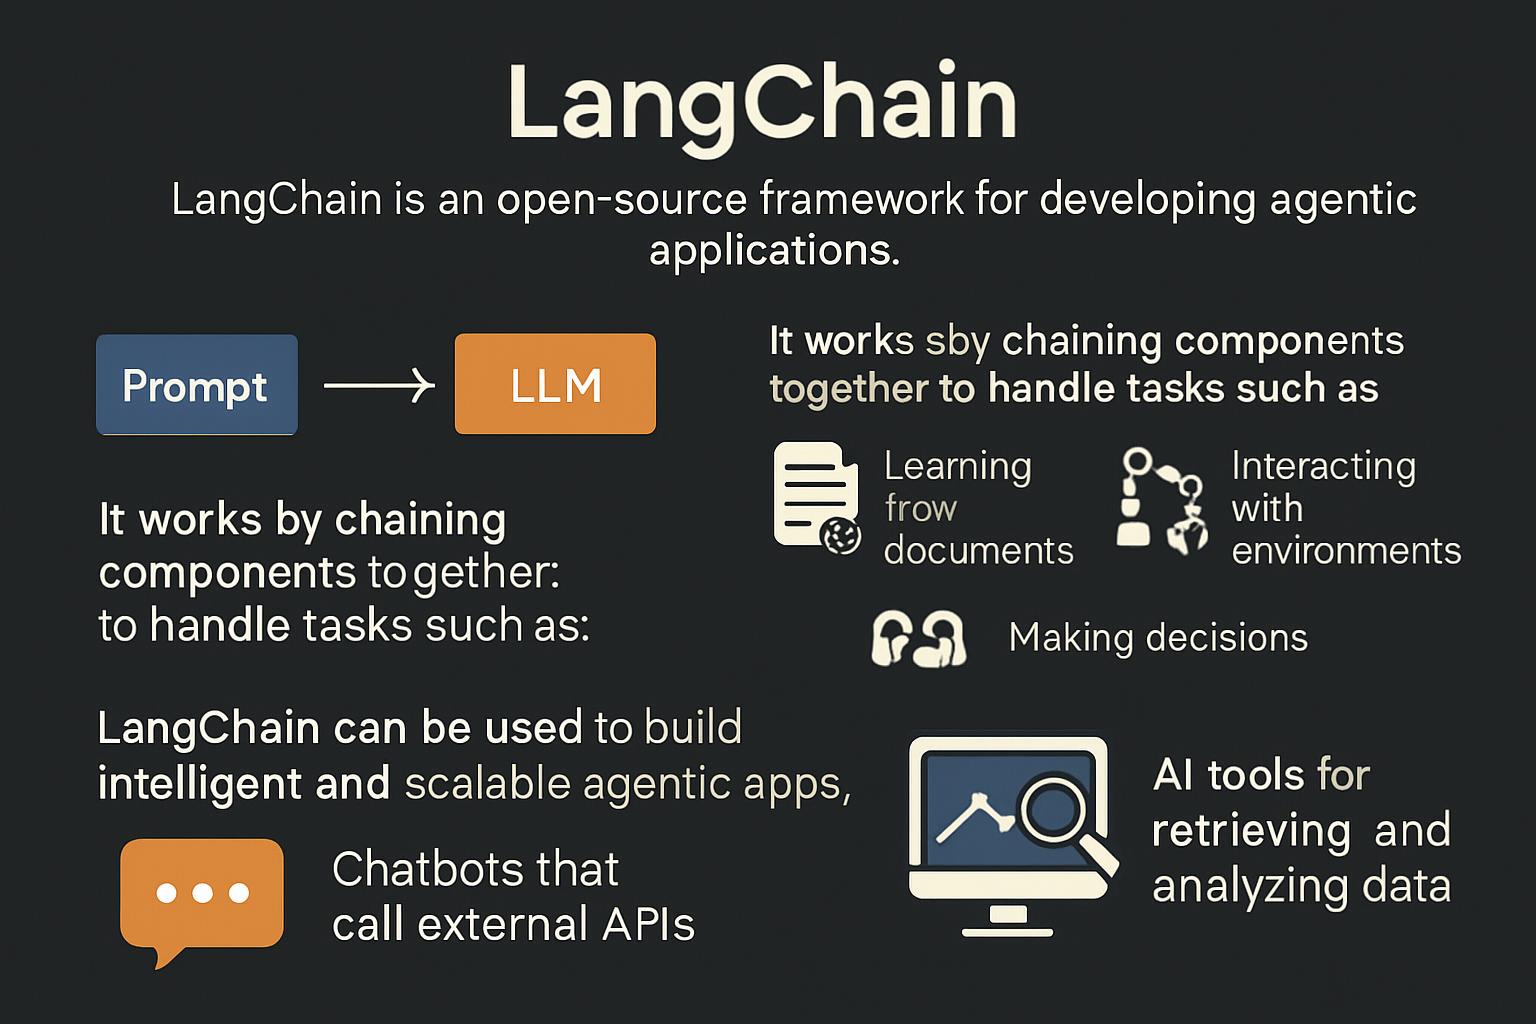 LangChain
LangChain is an open-source framework for developing agentic
applications.
Prompt
LLM
It works by chaining
components together:
to handle tasks such as:
It works sby chaining components
together to handle tasks such as
Learning
frow
documents
Interacting
with
environments
Making decisions
LangChain can be used to build
intelligent and scalable agentic apps,
Chatbots that
call external APIs
AI tools for
retrieving and
analyzing data